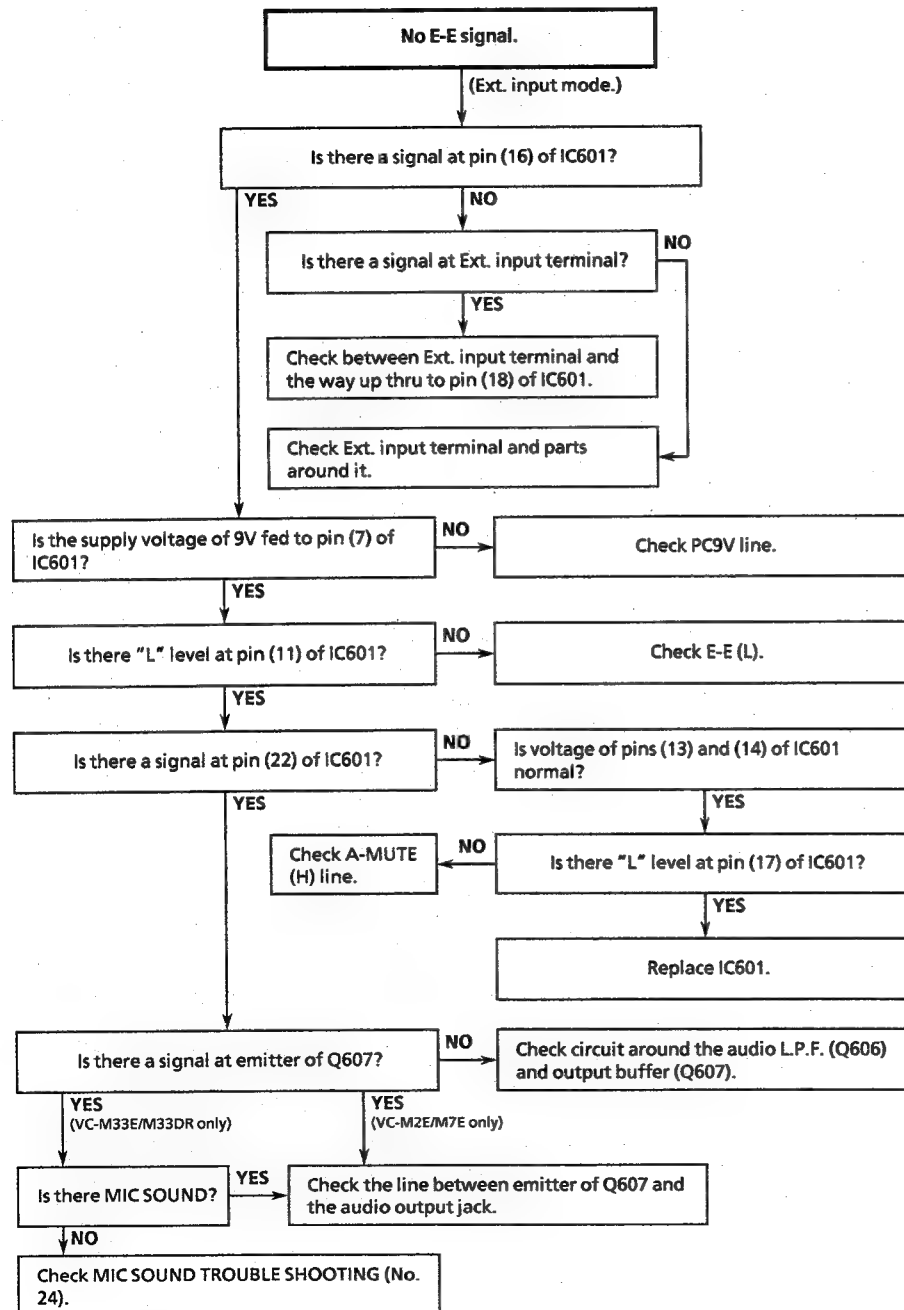 No E-E signal.
(Ext. input mode.)
Is there a signal at pin (16) of IC601?
YES
NO
Is there a signal at Ext. input terminal?
NO
YES
Check between Ext. input terminal and
the way up thru to pin (18) of IC601.
Check Ext. input terminal and parts
around it.
Is the supply voltage of 9V fed to pin (7) of
IC601?
NO
Check PC9V line.
YES
Is there "L" level at pin (11) of IC601?
NO
Check E-E (L).
YES
Is there a signal at pin (22) of IC601?
NO
Is voltage of pins (13) and (14) of IC601
normal?
YES
YES
Check A-MUTE
(H) line.
NO
Is there "L" level at pin (17) of IC601?
YES
Replace IC601.
Is there a signal at emitter of Q607?
NO
Check circuit around the audio L.P.F. (Q606)
and output buffer (Q607).
YES
(VC-M33E/M33DR only)
YES
(VC-M2E/M7E only)
Is there MIC SOUND?
YES
Check the line between emitter of Q607 and
the audio output jack.
NO
Check MIC SOUND TROUBLE SHOOTING (No.
24).